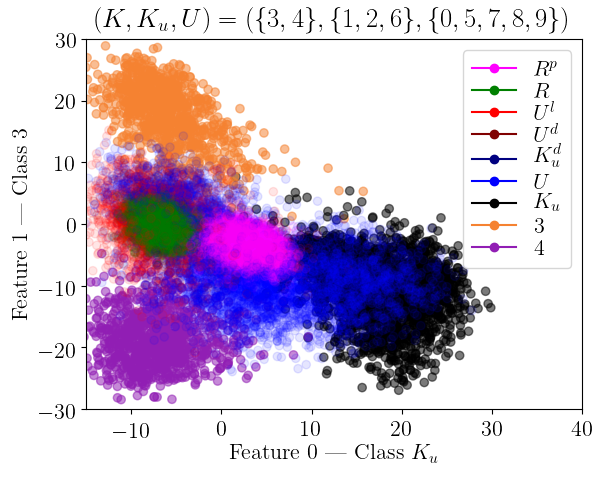 (K, K_u, U) = ({3, 4}, {1, 2, 6}, {0, 5, 7, 8, 9})
30
20
10
0
−10
−20
−30
Feature 1 — Class 3
R^p
R
U^l
U^d
K_u^d
U
K_u
3
4
−10
0
10
20
30
40
Feature 0 — Class K_u